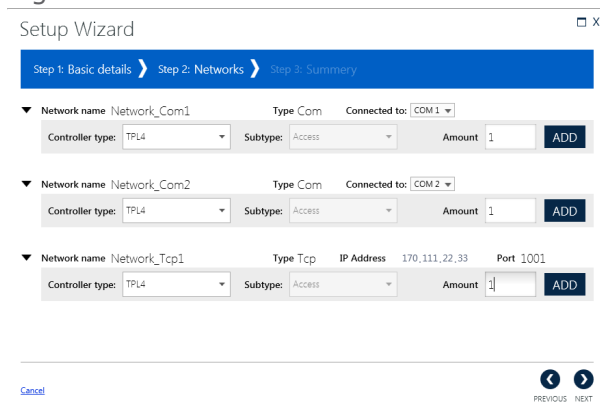 Setup Wizard
X
Step 1: Basic details Step 2: Networks Step 3: Summery
Network name Network_Com1 Type Com Connected to: COM 1
Controller type: TPL4 Subtype: Access Amount 1 ADD
Network name Network_Com2 Type Com Connected to: COM 2
Controller type: TPL4 Subtype: Access Amount 1 ADD
Network name Network_Tcp1 Type Tcp IP Address 170,111,22,33 Port 1001
Controller type: TPL4 Subtype: Access Amount 1 ADD
Cancel
PREVIOUS NEXT